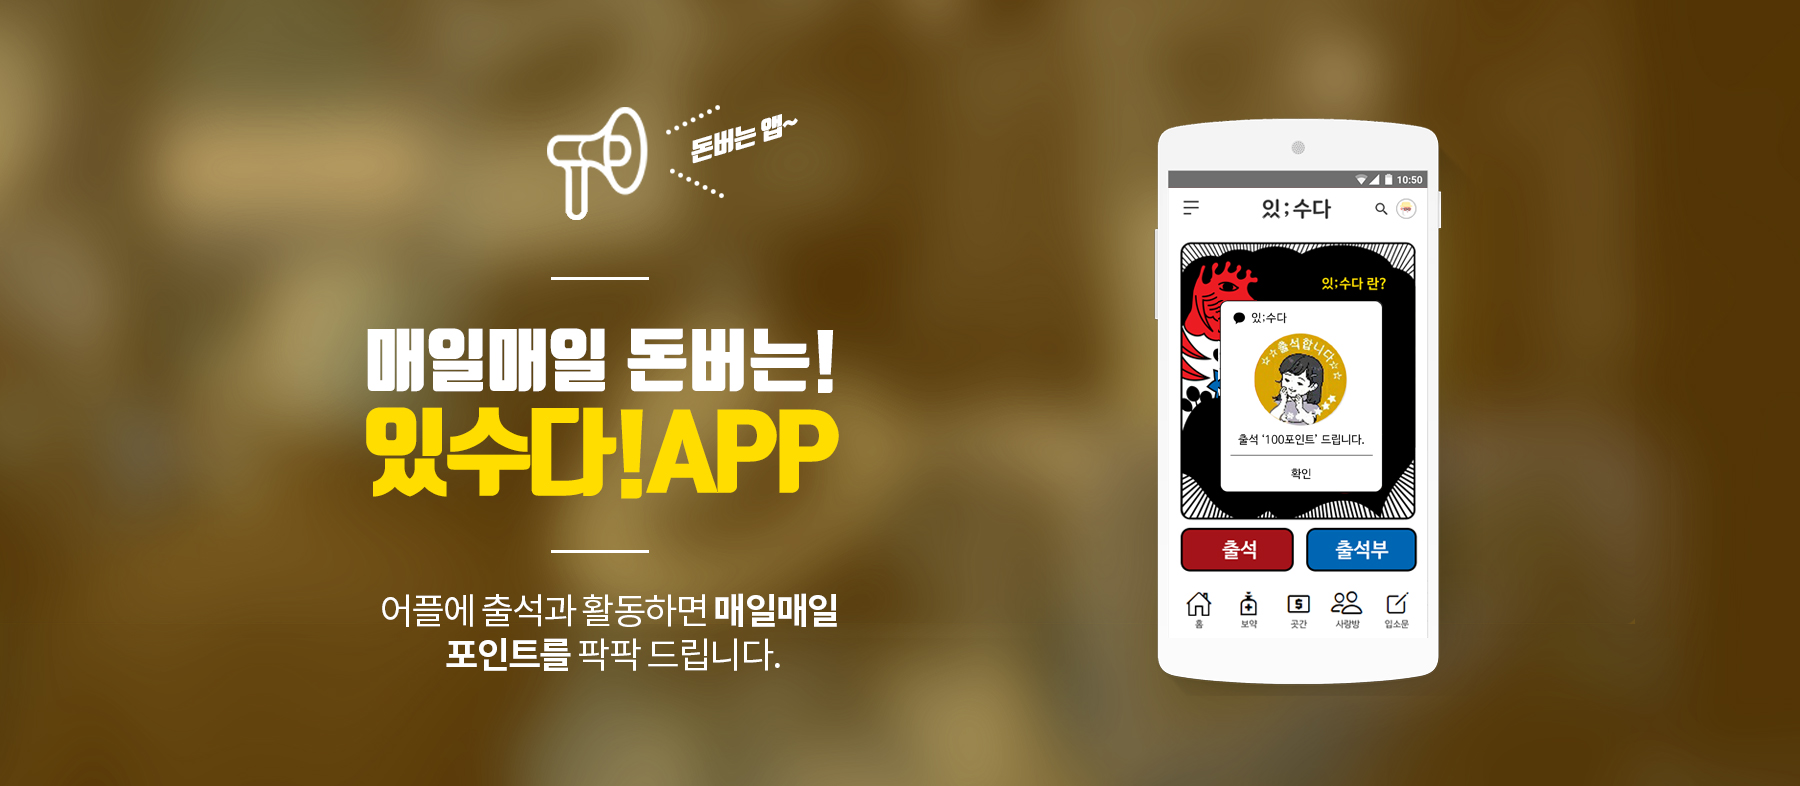 돈버는 앱~
매일매일 돈버는!
있수다!APP
어플에 출석과 활동하면 매일매일
포인트를 팍팍 드립니다.
10:50
있;수다
있;수다 란?
있;수다
☆☆출석합니다☆☆
출석 ‘100포인트’ 드립니다.
확인
출석
출석부
홈
보약
곳간
사랑방
입소문